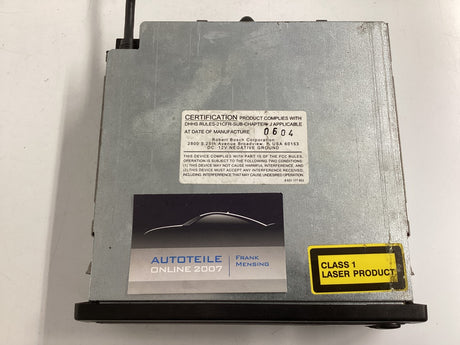 CERTIFICATION PRODUCT COMPLIES WITH
DHHS RULES-21CFR-SUB-CHAPTER J APPLICABLE
AT DATE OF MANUFACTURE 0604
Robert Bosch Corporation
2800 S.25th Avenue Broadview, IL USA 60153
DC: 12V NEGATIVE GROUND
THIS DEVICE COMPLIES WITH PART 15 OF THE FCC RULES.
OPERATION IS SUBJECT TO THE FOLLOWING TWO CONDITIONS:
(1) THIS DEVICE MAY NOT CAUSE HARMFUL INTERFERENCE, AND
(2) THIS DEVICE MUST ACCEPT ANY INTERFERENCE RECEIVED,
INCLUDING INTERFERENCE THAT MAY CAUSE UNDESIRED OPERATION.
AUTOTEILE
ONLINE 2007
FRANK
MENSING
CLASS 1
LASER PRODUCT